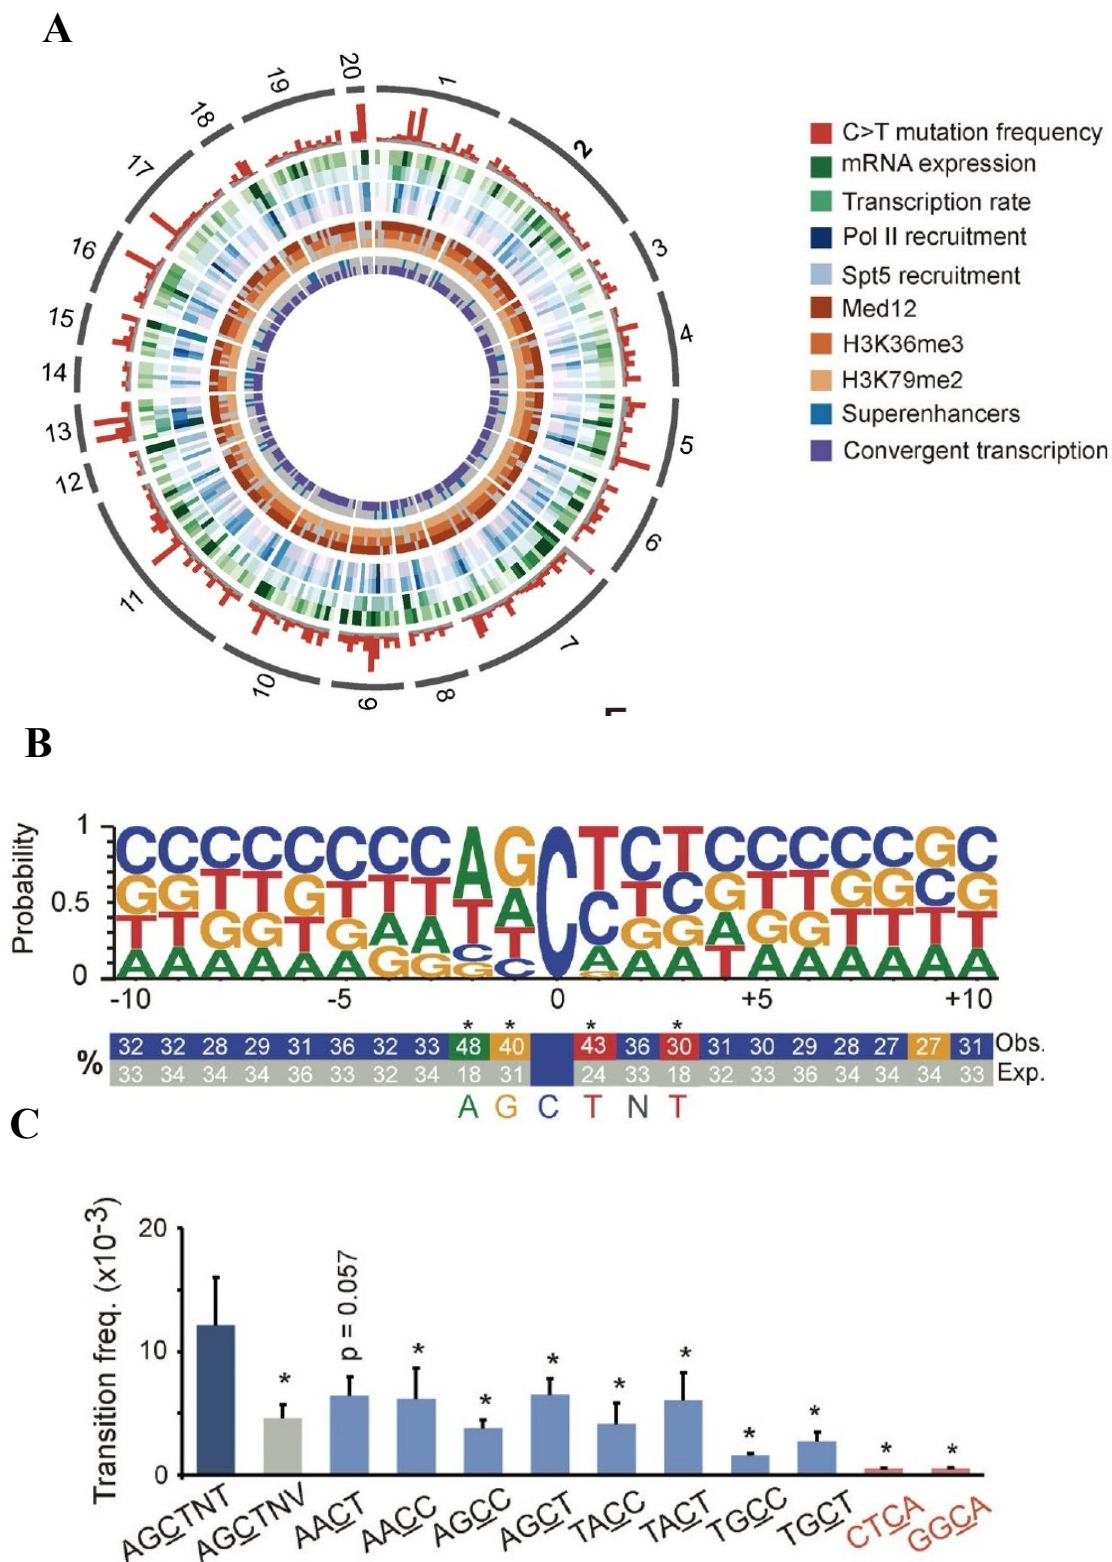 A
1
2
3
4
5
6
7
8
9
10
11
12
13
14
15
16
17
18
19
20
C>T mutation frequency
mRNA expression
Transcription rate
Pol II recruitment
Spt5 recruitment
Med12
H3K36me3
H3K79me2
Superenhancers
Convergent transcription
B
Probability
1
0.5
0
C C C C C C C C A G C T C T C C C C C G C
G G T T G T T T T A C T C G T T G G C G
T T G G T G A A C T A G G A G G T T T T
A A A A A A G G G C G A A T A A A A A A
-10 -5 0 +5 +10
* * * *
32 32 28 29 31 36 32 33 48 40 43 36 30 31 30 29 28 27 27 31 Obs.
%
33 34 34 34 36 33 32 34 18 31 24 33 18 32 33 36 34 34 34 33 Exp.
A G C T N T
C
Transition freq. (x10-3)
20
10
0
* p = 0.057 * * * * * * * * *
AGCTNT
AGCTNV
AACT
AACC
AGCC
AGCT
TACC
TACT
TGCC
TGCT
CTCA
GGCA